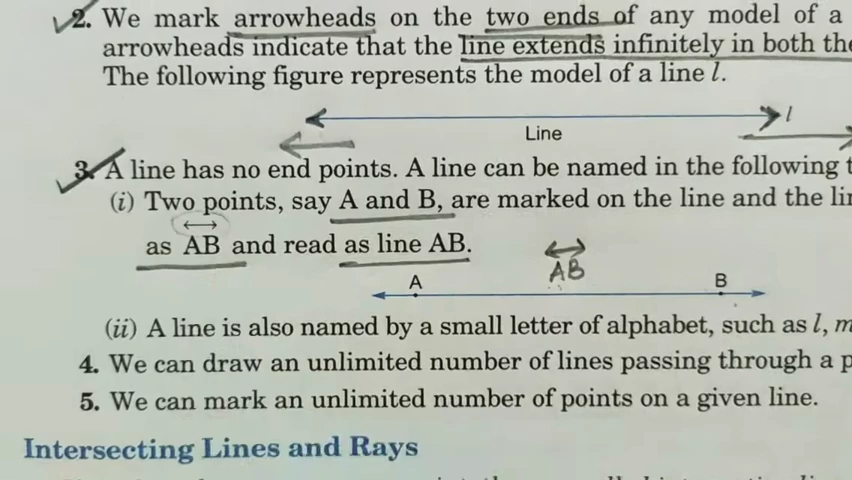 2. We mark arrowheads on the two ends of any model of a
arrowheads indicate that the line extends infinitely in both the
The following figure represents the model of a line l.
l
Line
3. A line has no end points. A line can be named in the following
(i) Two points, say A and B, are marked on the line and the
as AB and read as line AB.
AB
A B
(ii) A line is also named by a small letter of alphabet, such as l, m
4. We can draw an unlimited number of lines passing through a
5. We can mark an unlimited number of points on a given line.
Intersecting Lines and Rays